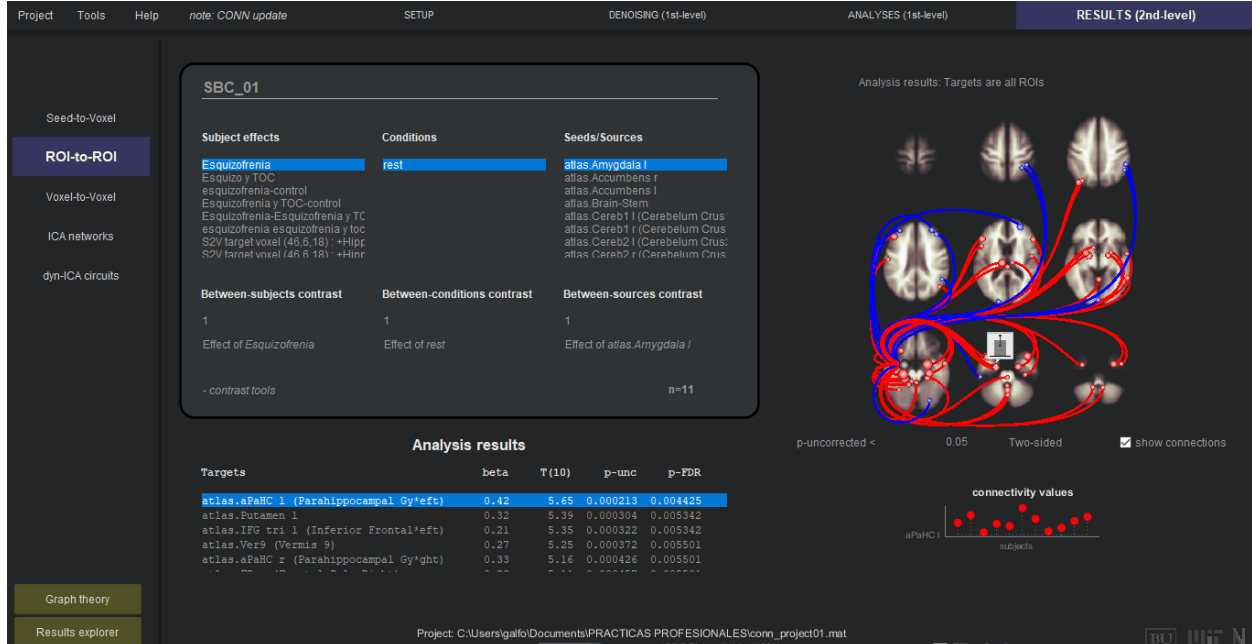 Project Tools Help note: CONN update SETUP DENOISING (1st-level) ANALYSES (1st-level) RESULTS (2nd-level)
Seed-to-Voxel
ROI-to-ROI
Voxel-to-Voxel
ICA networks
dyn-ICA circuits
Graph theory
Results explorer
SBC_01
Subject effects
Esquizofrenia
Esquizo y TOC
esquizofrenia-control
Esquizofrenia y TOC-control
Esquizofrenia-Esquizofrenia y TC
esquizofrenia esquizofrenia y toc
S2V target voxel (46,6,18) : +Hipp
S2V target voxel (46,6,18) : +Hipp
Conditions
rest
Seeds/Sources
atlas.Amygdala l
atlas.Accumbens r
atlas.Accumbens l
atlas.Brain-Stem
atlas.Cereb1 l (Cerebelum Crus
atlas.Cereb1 r (Cerebelum Crus
atlas.Cereb2 l (Cerebelum Crus:
atlas.Cereb2 r (Cerebelum Crus
Between-subjects contrast
1
Effect of Esquizofrenia
Between-conditions contrast
1
Effect of rest
Between-sources contrast
1
Effect of atlas.Amygdala l
- contrast tools
n=11
Analysis results
Targets beta T(10) p-unc p-FDR
atlas.aPaHC l (Parahippocampal Gy*eft) 0.42 5.65 0.000213 0.004425
atlas.Putamen l 0.32 5.39 0.000304 0.005342
atlas.IFG tri l (Inferior Frontal*eft) 0.21 5.35 0.000322 0.005342
atlas.Ver9 (Vermis 9) 0.27 5.25 0.000372 0.005501
atlas.aPaHC r (Parahippocampal Gy*ght) 0.33 5.16 0.000426 0.005501
Analysis results: Targets are all ROIs
p-uncorrected < 0.05 Two-sided show connections
connectivity values
aPaHC l
subjects
Project: C:\Users\galfo\Documents\PRACTICAS PROFESIONALES\conn_project01.mat
BU